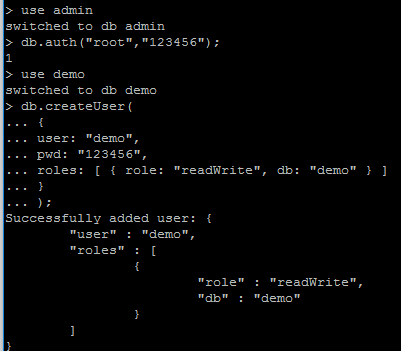 > use admin
switched to db admin
> db.auth("root","123456");
1
> use demo
switched to db demo
> db.createUser(
... {
... user: "demo",
... pwd: "123456",
... roles: [ { role: "readWrite", db: "demo" } ]
... }
... );
Successfully added user: {
        "user" : "demo",
        "roles" : [
                {
                        "role" : "readWrite",
                        "db" : "demo"
                }
        ]
}